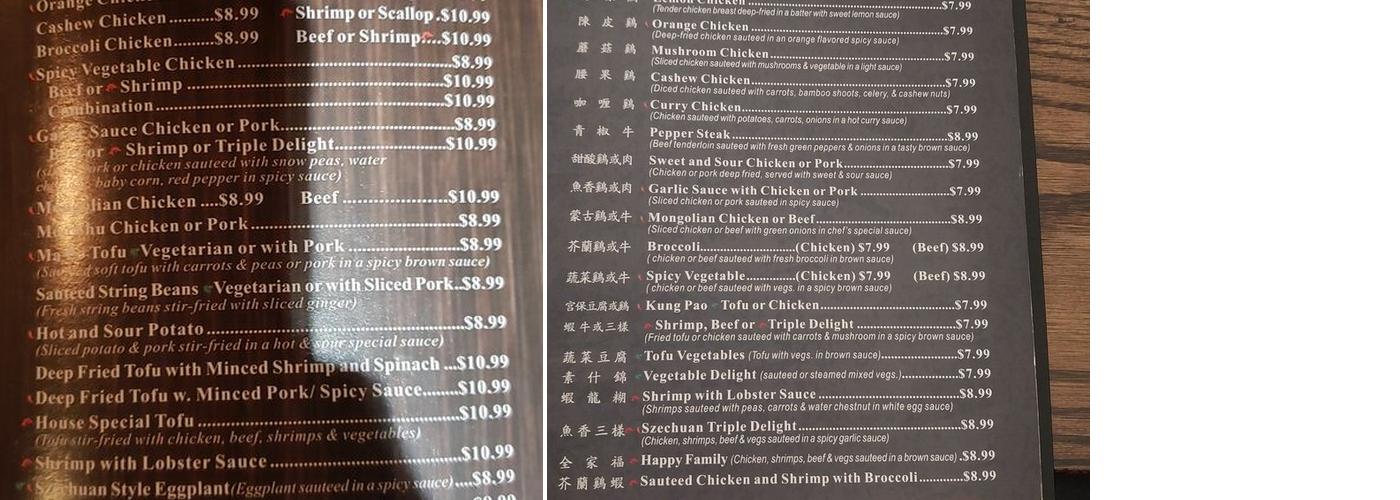 Orange Chicken
Cashew Chicken.........$8.99 Shrimp or Scallop.$10.99
Broccoli Chicken.........$8.99 Beef or Shrimp....$10.99
Spicy Vegetable Chicken...$8.99
Beef or Shrimp...$10.99
Combination...$10.99
Garlic Sauce Chicken or Pork...$8.99
or Shrimp or Triple Delight...$10.99
pork or chicken sauteed with snow peas, water
baby corn, red pepper in spicy sauce)
Mongolian Chicken ....$8.99 Beef...$10.99
Chicken or Pork...$8.99
Tofu Vegetarian or with Pork...$8.99
soft tofu with carrots & peas or pork in a spicy brown sauce)
Sauteed String Beans Vegetarian or with Sliced Pork..$8.99
(Fresh string beans stir-fried with sliced ginger)
Hot and Sour Potato...$8.99
(Sliced potato & pork stir-fried in a hot & sour special sauce)
Deep Fried Tofu with Minced Shrimp and Spinach ...$10.99
Deep Fried Tofu w. Minced Pork/ Spicy Sauce........$10.99
House Special Tofu...$10.99
(Tofu stir-fried with chicken, beef, shrimps & vegetables)
Shrimp with Lobster Sauce...$10.99
Szechuan Style Eggplant(Eggplant sauteed in a spicy sauce)....$8.99
Lemon Chicken...$7.99
(Tender chicken breast deep-fried in a batter with sweet lemon sauce)
陳皮鷄 Orange Chicken...$7.99
(Deep-fried chicken sauteed in an orange flavored spicy sauce)
蘑菇鷄 Mushroom Chicken...$7.99
(Sliced chicken sauteed with mushrooms & vegetable in a light sauce)
腰果鷄 Cashew Chicken...$7.99
(Diced chicken sauteed with carrots, bamboo shoots, celery, & cashew nuts)
咖喱鷄 Curry Chicken...$7.99
(Chicken sauteed with potatoes, carrots, onions in a hot curry sauce)
青椒牛 Pepper Steak...$8.99
(Beef tenderloin sauteed with fresh green peppers & onions in a tasty brown sauce)
甜酸鷄或肉 Sweet and Sour Chicken or Pork...$7.99
(Chicken or pork deep fried, served with sweet & sour sauce)
魚香鷄或肉 Garlic Sauce with Chicken or Pork...$7.99
(Sliced chicken or pork sauteed in spicy sauce)
蒙古鷄或牛 Mongolian Chicken or Beef...$8.99
(Sliced chicken or beef with green onions in chef's special sauce)
芥蘭鷄或牛 Broccoli...(Chicken) $7.99 (Beef) $8.99
( chicken or beef sauteed with fresh broccoli in brown sauce)
蔬菜鷄或牛 Spicy Vegetable...(Chicken) $7.99 (Beef) $8.99
( chicken or beef sauteed with vegs. in a spicy brown sauce)
宮保豆腐或鷄 Kung Pao Tofu or Chicken...$7.99
蝦牛或三樣 Shrimp, Beef or Triple Delight...$7.99
(Fried tofu or chicken sauteed with carrots & mushroom in a spicy brown sauce)
蔬菜豆腐 Tofu Vegetables (Tofu with vegs. in brown sauce)...$7.99
素什錦 Vegetable Delight (sauteed or steamed mixed vegs.)...$7.99
蝦龍糊 Shrimp with Lobster Sauce...$8.99
(Shrimps sauteed with peas, carrots & water chestnut in white egg sauce)
魚香三樣 Szechuan Triple Delight...$8.99
(Chicken, shrimps, beef & vegs sauteed in a spicy garlic sauce)
全家福 Happy Family (Chicken, shrimps, beef & vegs sauteed in a brown sauce) .$8.99
芥蘭鷄蝦 Sauteed Chicken and Shrimp with Broccoli...$8.99